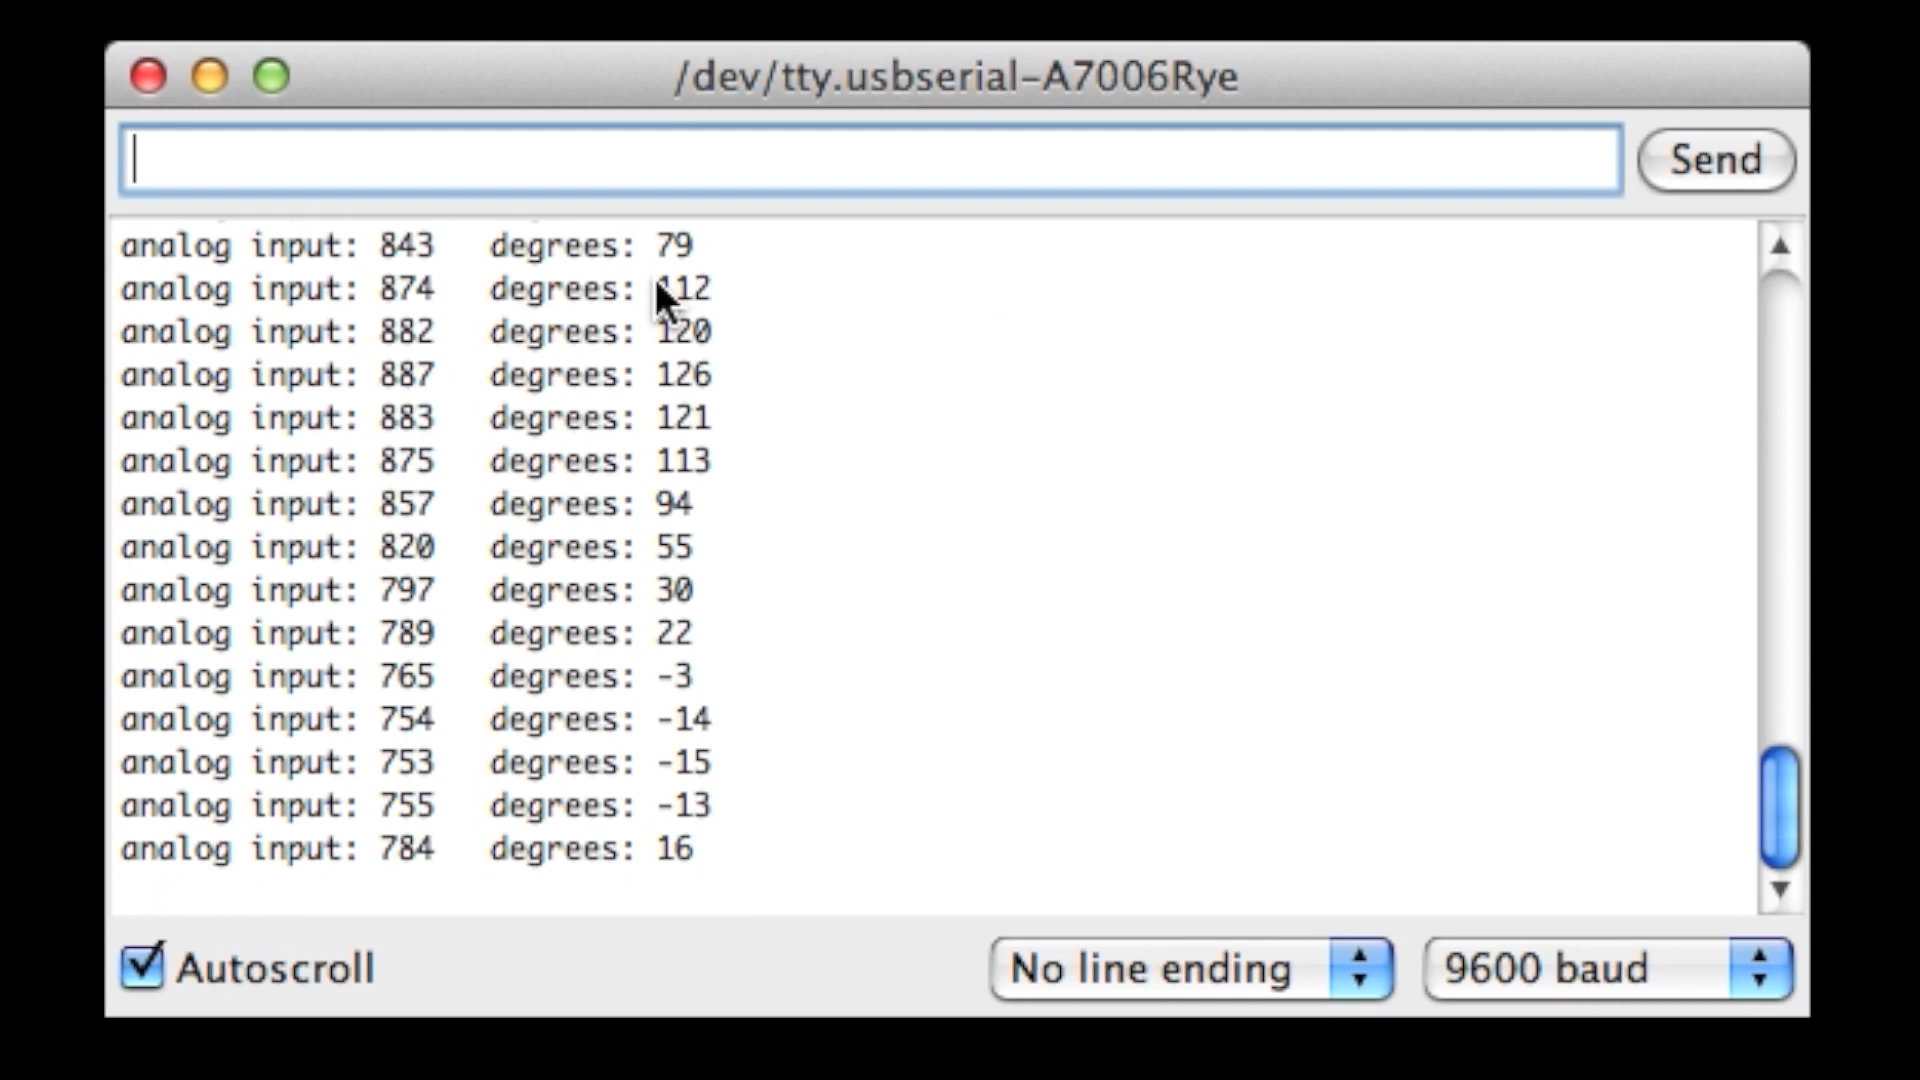 /dev/tty.usbserial-A7006Rye
Send
analog input: 843 degrees: 79
analog input: 874 degrees: 112
analog input: 882 degrees: 120
analog input: 887 degrees: 126
analog input: 883 degrees: 121
analog input: 875 degrees: 113
analog input: 857 degrees: 94
analog input: 820 degrees: 55
analog input: 797 degrees: 30
analog input: 789 degrees: 22
analog input: 765 degrees: -3
analog input: 754 degrees: -14
analog input: 753 degrees: -15
analog input: 755 degrees: -13
analog input: 784 degrees: 16
Autoscroll
No line ending
9600 baud